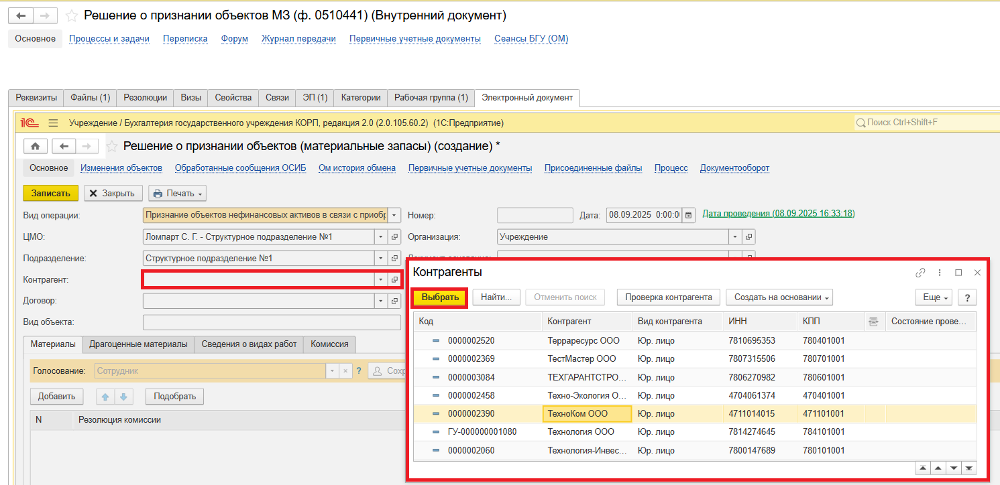 Решение о признании объектов МЗ (ф. 0510441) (Внутренний документ)
Основное Процессы и задачи Переписка Форум Журнал передачи Первичные учетные документы Сеансы БГУ (ОМ)
Реквизиты Файлы (1) Резолюции Визы Свойства Связи ЭП (1) Категории Рабочая группа (1) Электронный документ
1С Учреждение / Бухгалтерия государственного учреждения КОРП, редакция 2.0 (2.0.105.60.2) (1С:Предприятие) Поиск Ctrl+Shift+F
Решение о признании объектов (материальные запасы) (создание) *
Основное Изменения объектов Обработанные сообщения ОСИБ Ом история обмена Первичные учетные документы Присоединенные файлы Процесс Документооборот
Записать Закрыть Печать
Вид операции: Признание объектов нефинансовых активов в связи с приобр Номер: Дата: 08.09.2025 0:00:0 Дата проведения (08.09.2025 16:33:18)
ЦМО: Ломпарт С. Г. - Структурное подразделение №1 Организация: Учреждение
Подразделение: Структурное подразделение №1
Контрагент:
Договор:
Вид объекта:
Материалы Драгоценные материалы Сведения о видах работ Комиссия
Голосование: Сотрудник ? Сохр
Добавить Подобрать
N Резолюция комиссии
Контрагенты
Выбрать Найти... Отменить поиск Проверка контрагента Создать на основании Еще ?
Код Контрагент Вид контрагента ИНН КПП Состояние прове...
0000002520 Терраресурс ООО Юр. лицо 7810695353 780401001
0000002369 ТестМастер ООО Юр. лицо 7807315506 780701001
0000003084 ТЕХГАРАНТСТРО... Юр. лицо 7806270982 780601001
0000002458 Техно-Экология О... Юр. лицо 4704061374 470401001
0000002390 ТехноКом ООО Юр. лицо 4711014015 471101001
ГУ-000000001080 Технология ООО Юр. лицо 7814274645 784101001
0000002060 Технология-Инвес... Юр. лицо 7800147689 780101001